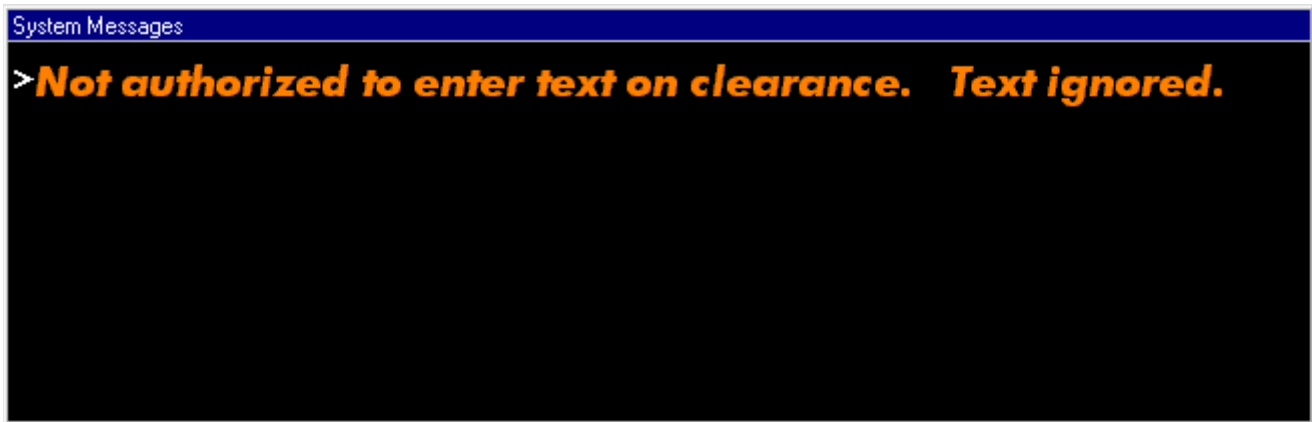 System Messages
>Not authorized to enter text on clearance.   Text ignored.